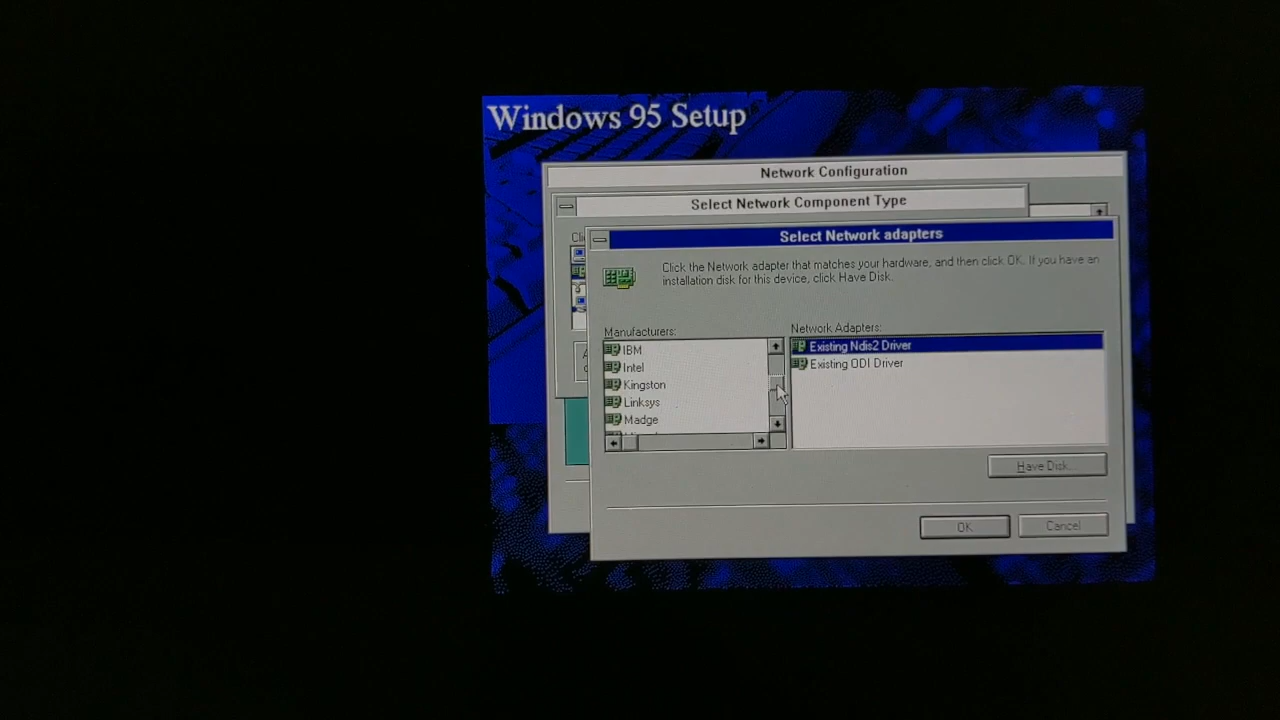 Windows 95 Setup
Network Configuration
Select Network Component Type
Select Network adapters
Click the Network adapter that matches your hardware, and then click OK. If you have an
installation disk for this device, click Have Disk.
Manufacturers:
IBM
Intel
Kingston
Linksys
Madge
Network Adapters:
Existing Ndis2 Driver
Existing ODI Driver
Have Disk...
OK
Cancel